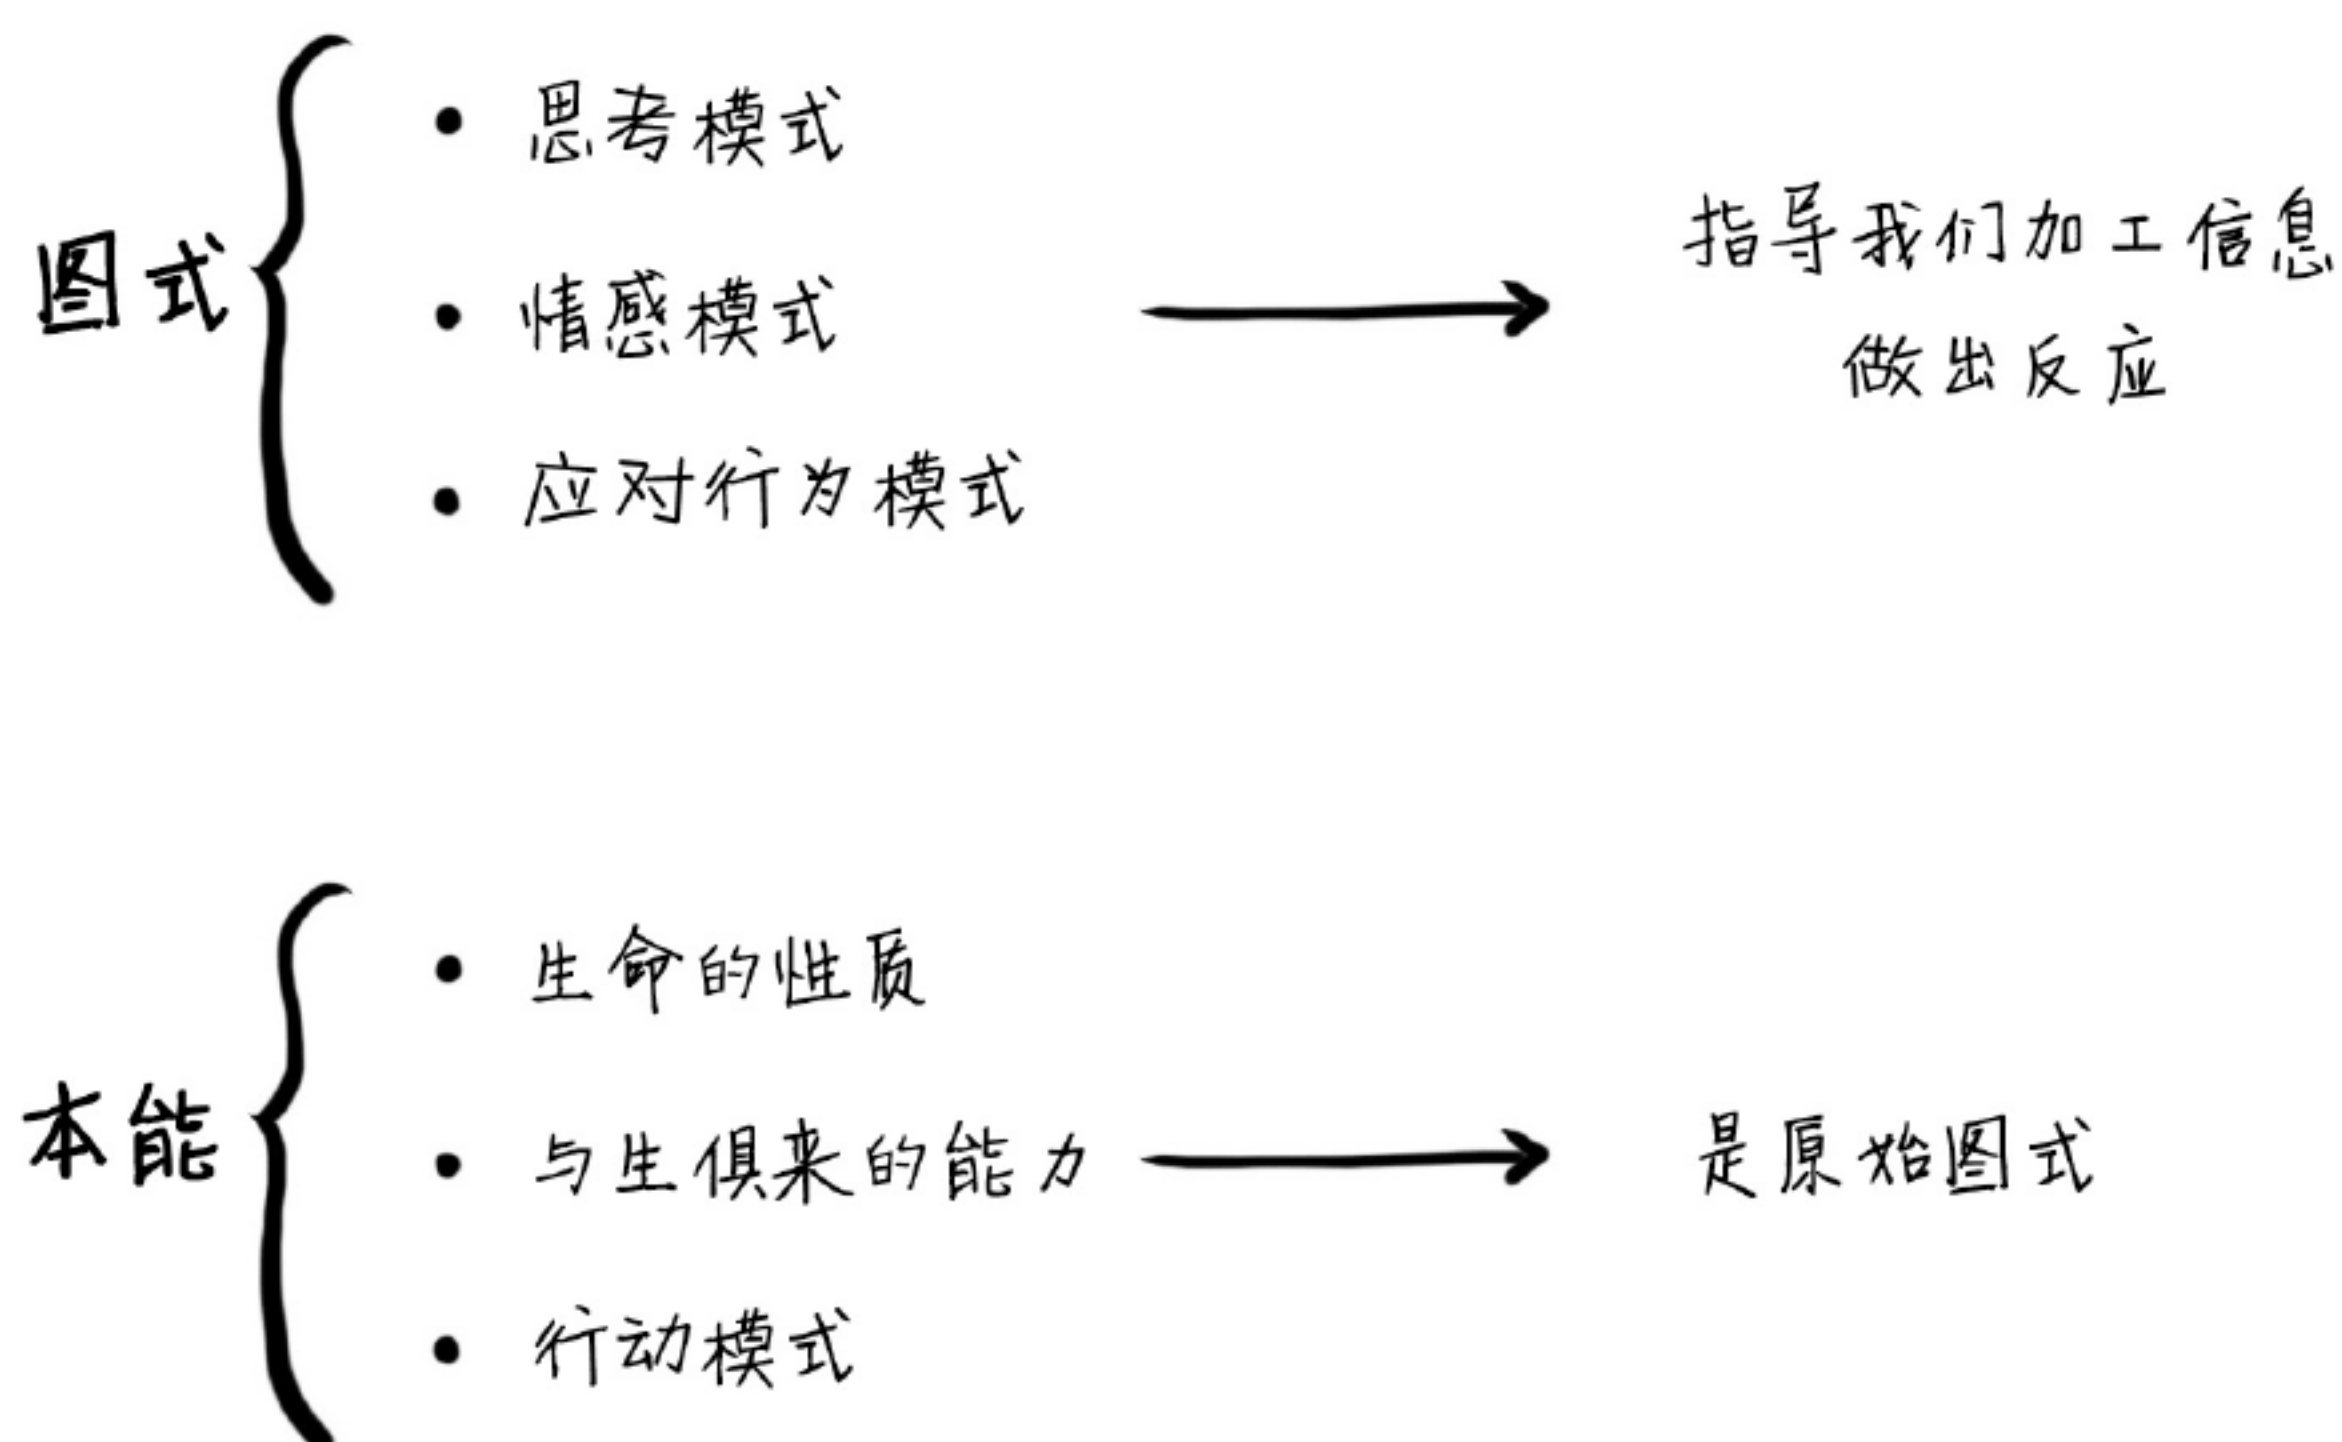 图式
• 思考模式
• 情感模式
• 应对行为模式
指导我们加工信息
做出反应
本能
• 生命的性质
• 与生俱来的能力
• 行动模式
是原始图式